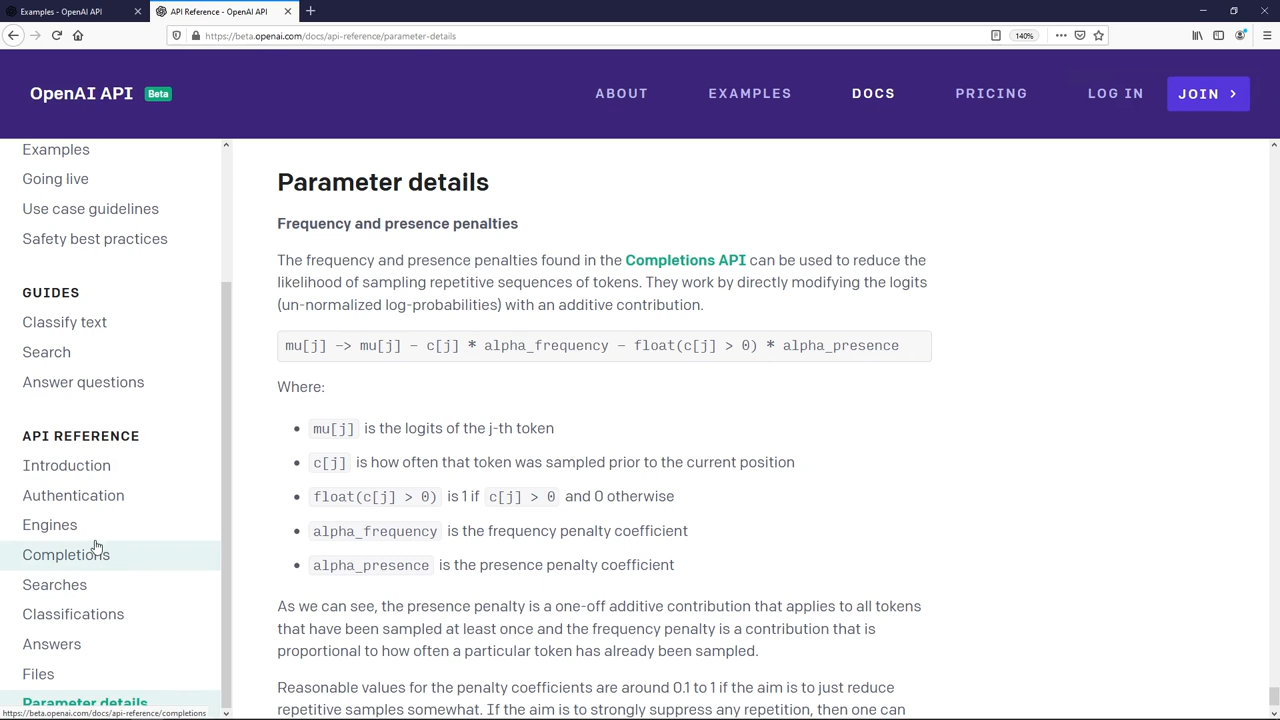 Examples - OpenAI API
API Reference - OpenAI API
https://beta.openai.com/docs/api-reference/parameter-details
140%
OpenAI API Beta
ABOUT
EXAMPLES
DOCS
PRICING
LOG IN
JOIN
Examples
Going live
Use case guidelines
Safety best practices
GUIDES
Classify text
Search
Answer questions
API REFERENCE
Introduction
Authentication
Engines
Completions
Searches
Classifications
Answers
Files
Parameter details
https://beta.openai.com/docs/api-reference/completions
Parameter details
Frequency and presence penalties
The frequency and presence penalties found in the Completions API can be used to reduce the
likelihood of sampling repetitive sequences of tokens. They work by directly modifying the logits
(un-normalized log-probabilities) with an additive contribution.
mu[j] -> mu[j] - c[j] * alpha_frequency - float(c[j] > 0) * alpha_presence
Where:
• mu[j] is the logits of the j-th token
• c[j] is how often that token was sampled prior to the current position
• float(c[j] > 0) is 1 if c[j] > 0 and 0 otherwise
• alpha_frequency is the frequency penalty coefficient
• alpha_presence is the presence penalty coefficient
As we can see, the presence penalty is a one-off additive contribution that applies to all tokens
that have been sampled at least once and the frequency penalty is a contribution that is
proportional to how often a particular token has already been sampled.
Reasonable values for the penalty coefficients are around 0.1 to 1 if the aim is to just reduce
repetitive samples somewhat. If the aim is to strongly suppress any repetition, then one can